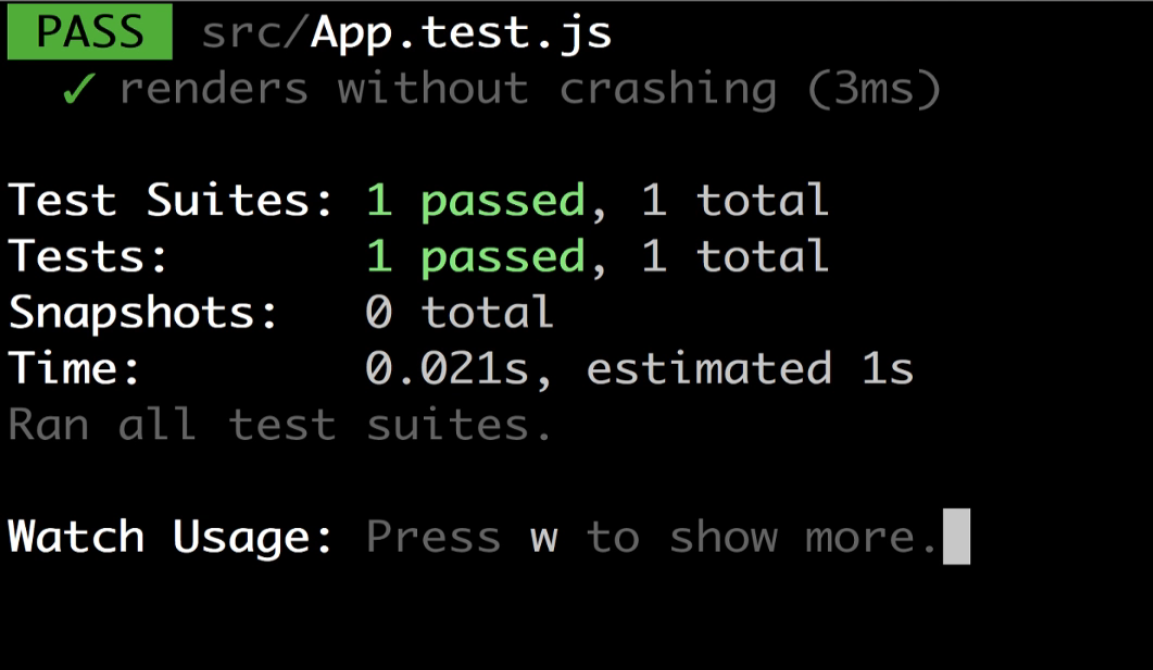 PASS src/App.test.js
✓ renders without crashing (3ms)
Test Suites: 1 passed, 1 total
Tests: 1 passed, 1 total
Snapshots: 0 total
Time: 0.021s, estimated 1s
Ran all test suites.
Watch Usage: Press w to show more.